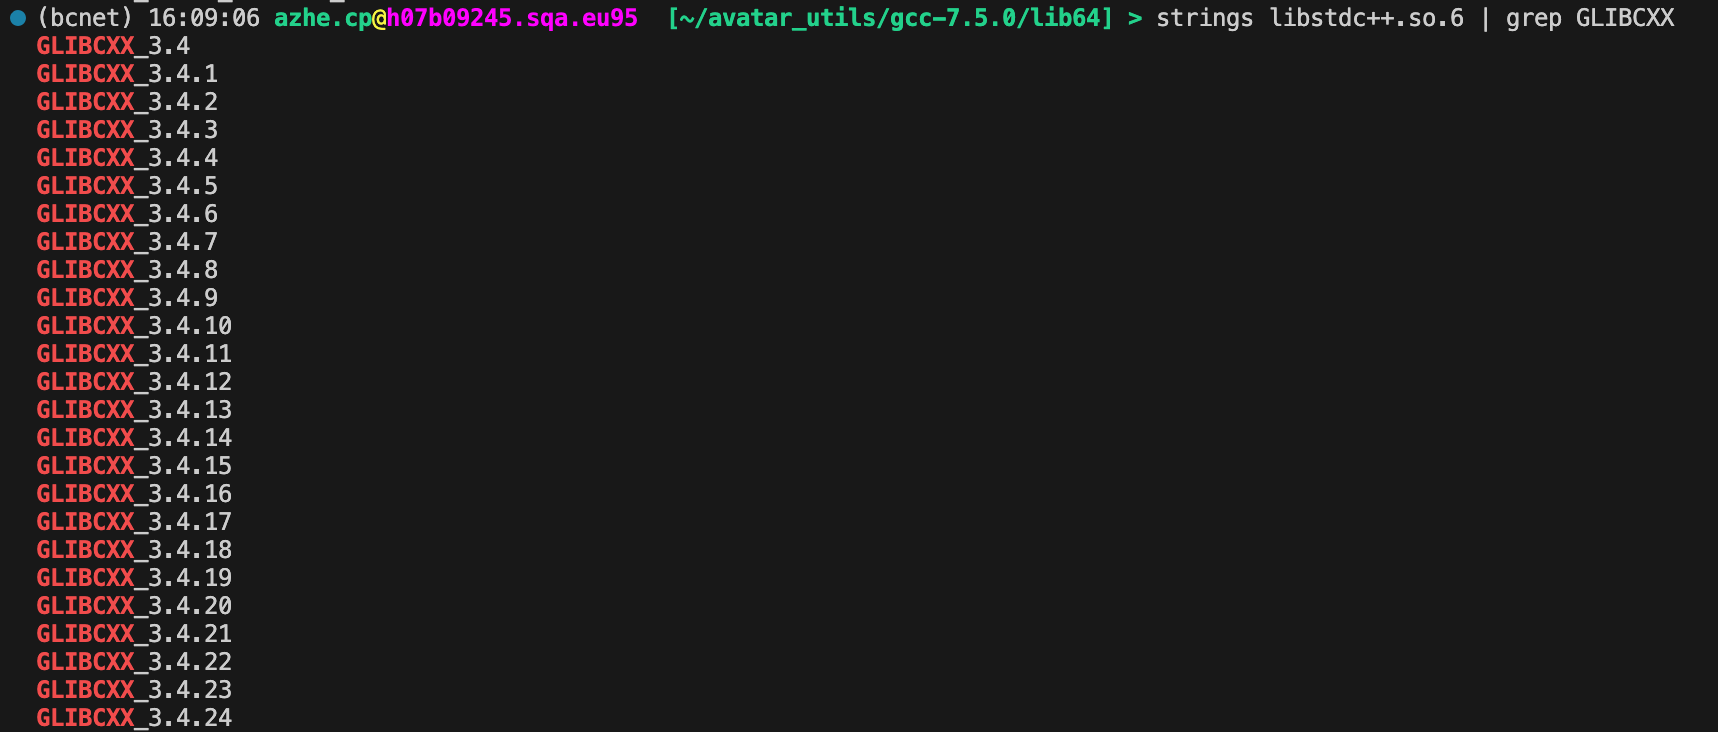 (bcnet) 16:09:06 azhe.cp@h07b09245.sqa.eu95 [~/avatar_utils/gcc-7.5.0/lib64] > strings libstdc++.so.6 | grep GLIBCXX
GLIBCXX_3.4
GLIBCXX_3.4.1
GLIBCXX_3.4.2
GLIBCXX_3.4.3
GLIBCXX_3.4.4
GLIBCXX_3.4.5
GLIBCXX_3.4.6
GLIBCXX_3.4.7
GLIBCXX_3.4.8
GLIBCXX_3.4.9
GLIBCXX_3.4.10
GLIBCXX_3.4.11
GLIBCXX_3.4.12
GLIBCXX_3.4.13
GLIBCXX_3.4.14
GLIBCXX_3.4.15
GLIBCXX_3.4.16
GLIBCXX_3.4.17
GLIBCXX_3.4.18
GLIBCXX_3.4.19
GLIBCXX_3.4.20
GLIBCXX_3.4.21
GLIBCXX_3.4.22
GLIBCXX_3.4.23
GLIBCXX_3.4.24